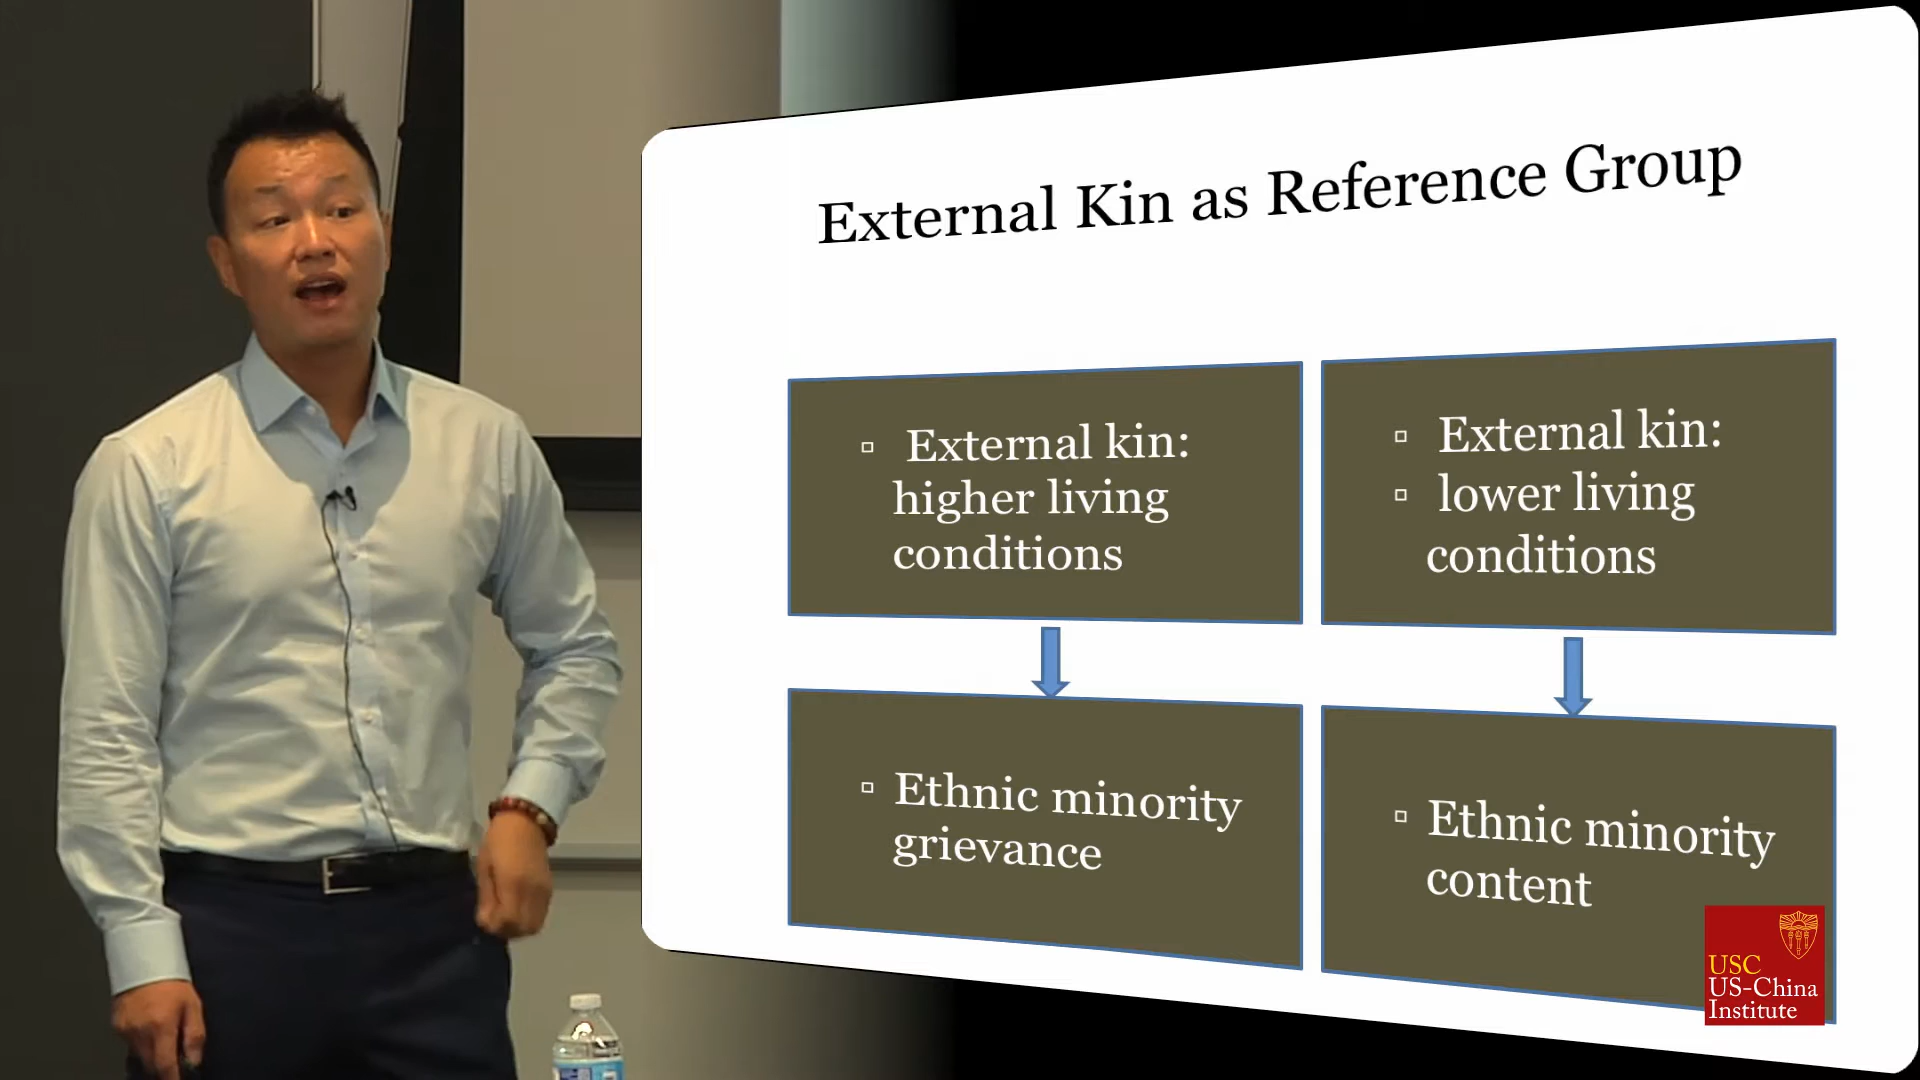 External Kin as Reference Group
▫ External kin:
higher living
conditions
▫ External kin:
▫ lower living
conditions
▫ Ethnic minority
grievance
▫ Ethnic minority
content
USC
US-China
Institute